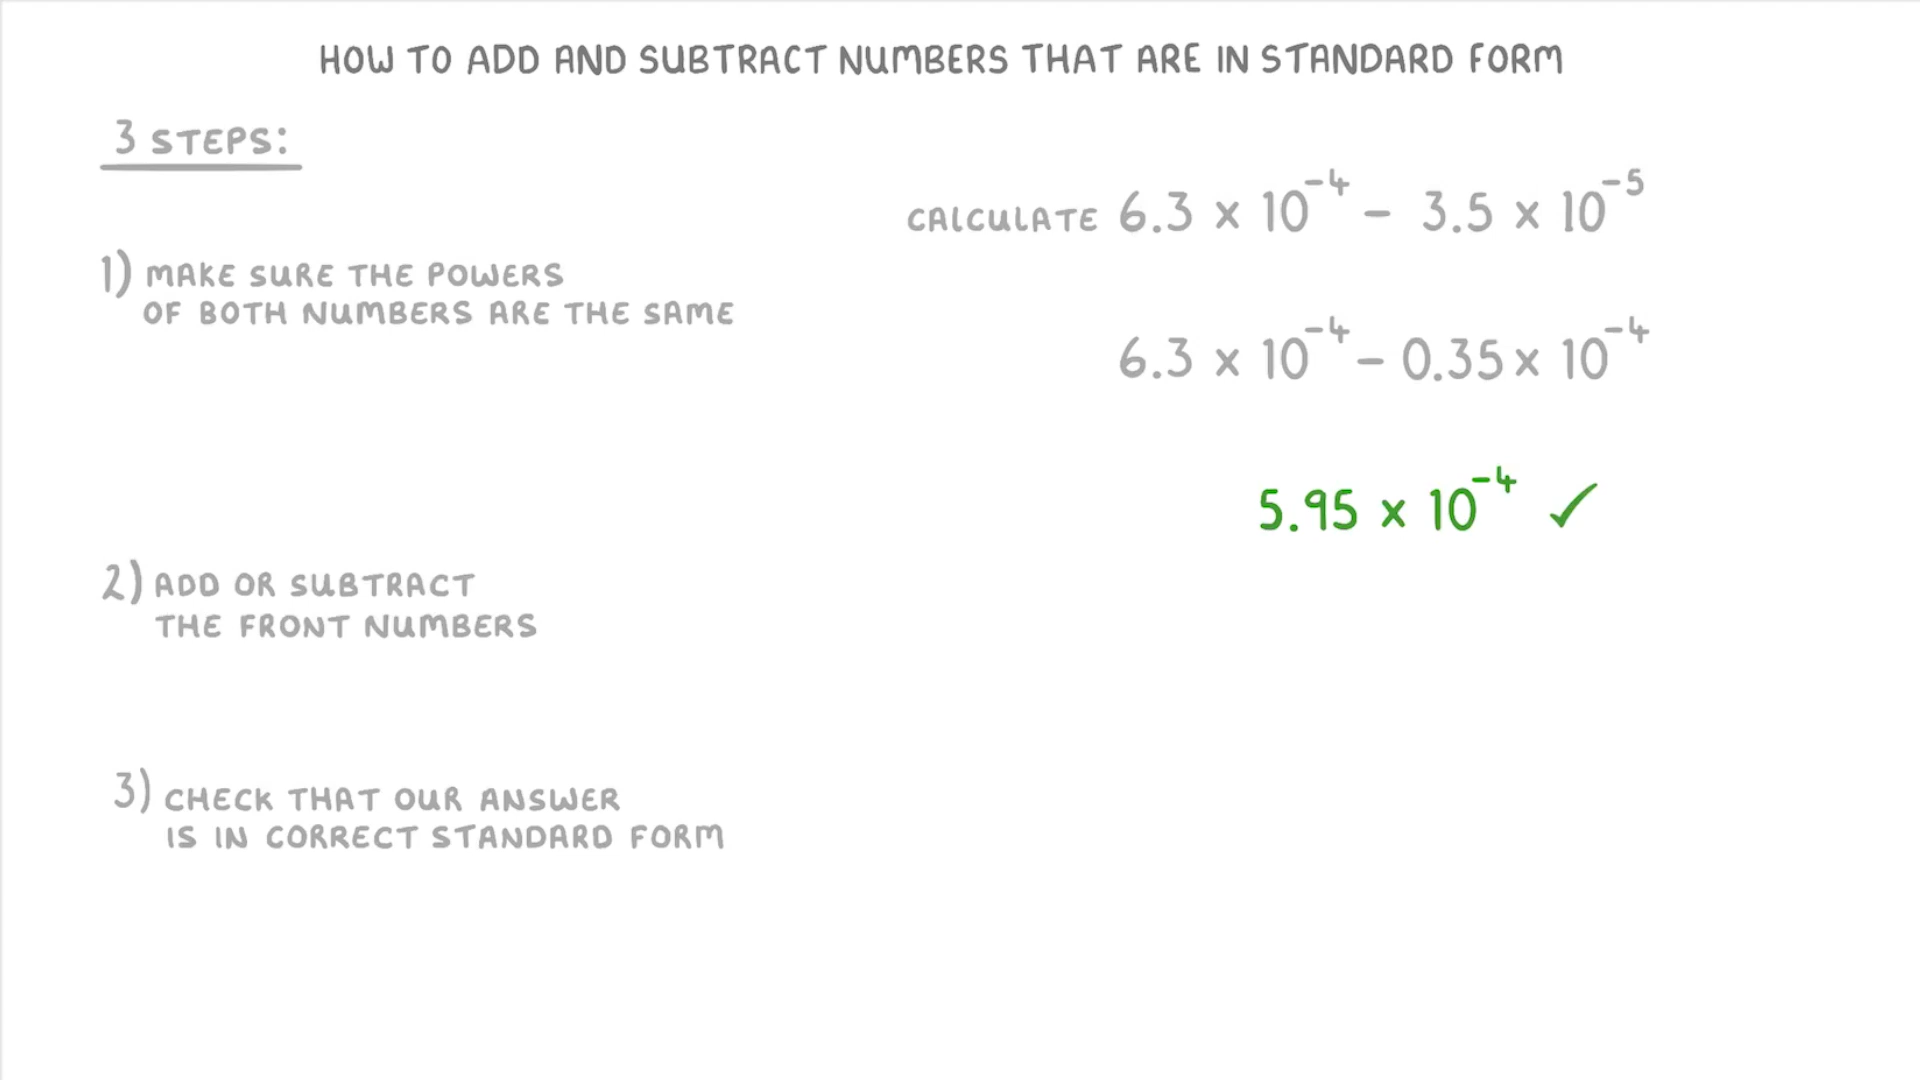 HOW TO ADD AND SUBTRACT NUMBERS THAT ARE IN STANDARD FORM
3 STEPS:
CALCULATE 6.3 × 10⁻⁴ − 3.5 × 10⁻⁵
1) MAKE SURE THE POWERS
OF BOTH NUMBERS ARE THE SAME
6.3 × 10⁻⁴ − 0.35 × 10⁻⁴
5.95 × 10⁻⁴ ✓
2) ADD OR SUBTRACT
THE FRONT NUMBERS
3) CHECK THAT OUR ANSWER
IS IN CORRECT STANDARD FORM